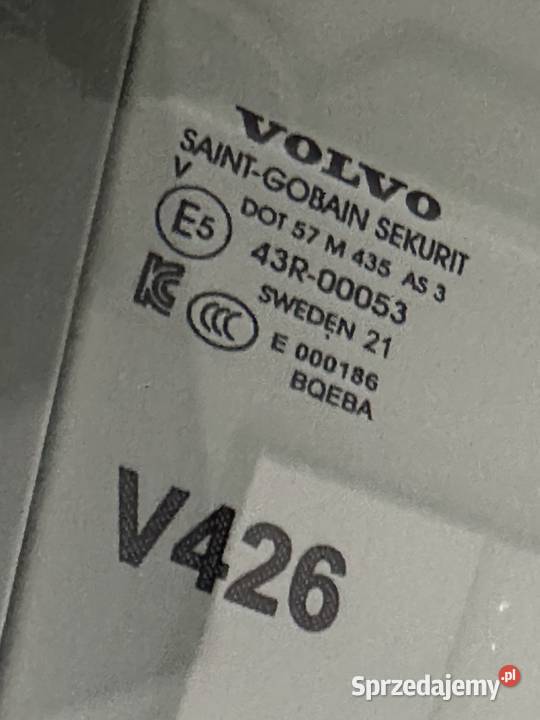 VOLVO
SAINT-GOBAIN SEKURIT
V
DOT 57 M 435 AS 3
E5
43R-00053
SWEDEN 21
CCC
E 000186
BQEBA
V426
Sprzedajemy.pl